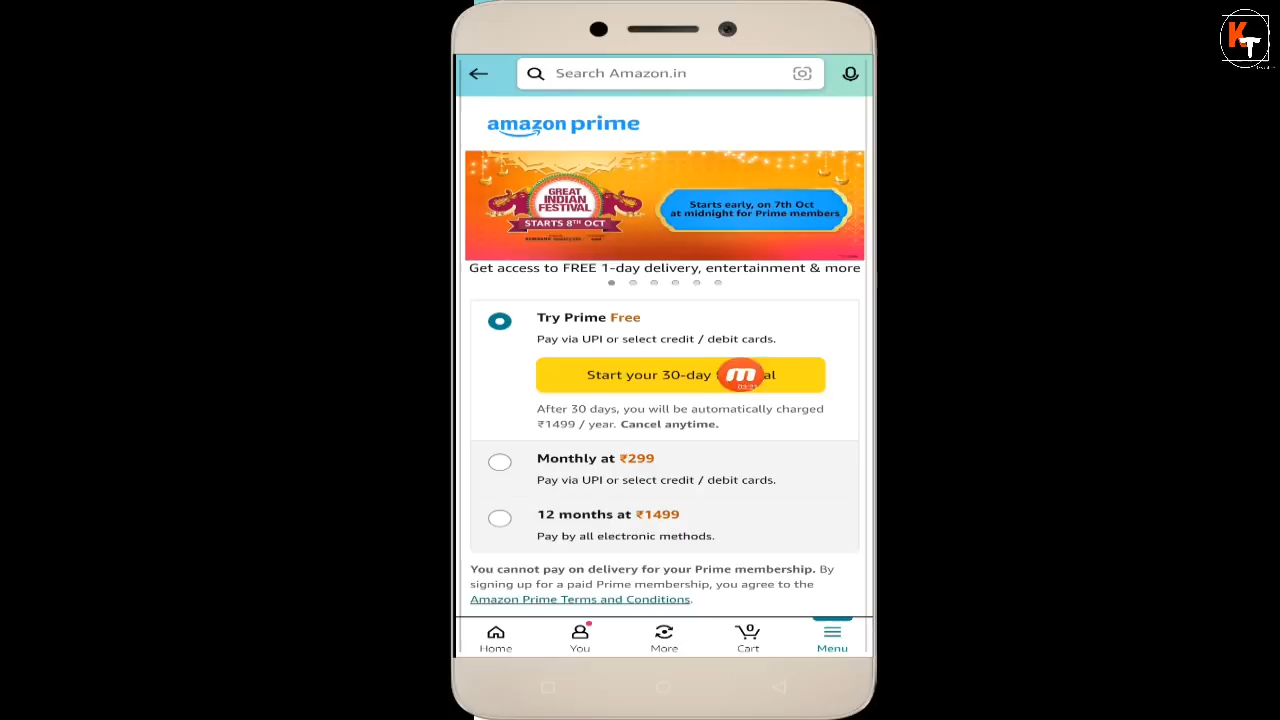 KT
Search Amazon.in
amazon prime
GREAT
INDIAN
FESTIVAL
STARTS 8TH OCT
Starts early, on 7th Oct
at midnight for Prime members
Get access to FREE 1-day delivery, entertainment & more
Try Prime Free
Pay via UPI or select credit / debit cards.
Start your 30-day
After 30 days, you will be automatically charged
₹1499 / year. Cancel anytime.
Monthly at ₹299
Pay via UPI or select credit / debit cards.
12 months at ₹1499
Pay by all electronic methods.
You cannot pay on delivery for your Prime membership. By
signing up for a paid Prime membership, you agree to the
Amazon Prime Terms and Conditions.
0
Home You More Cart Menu